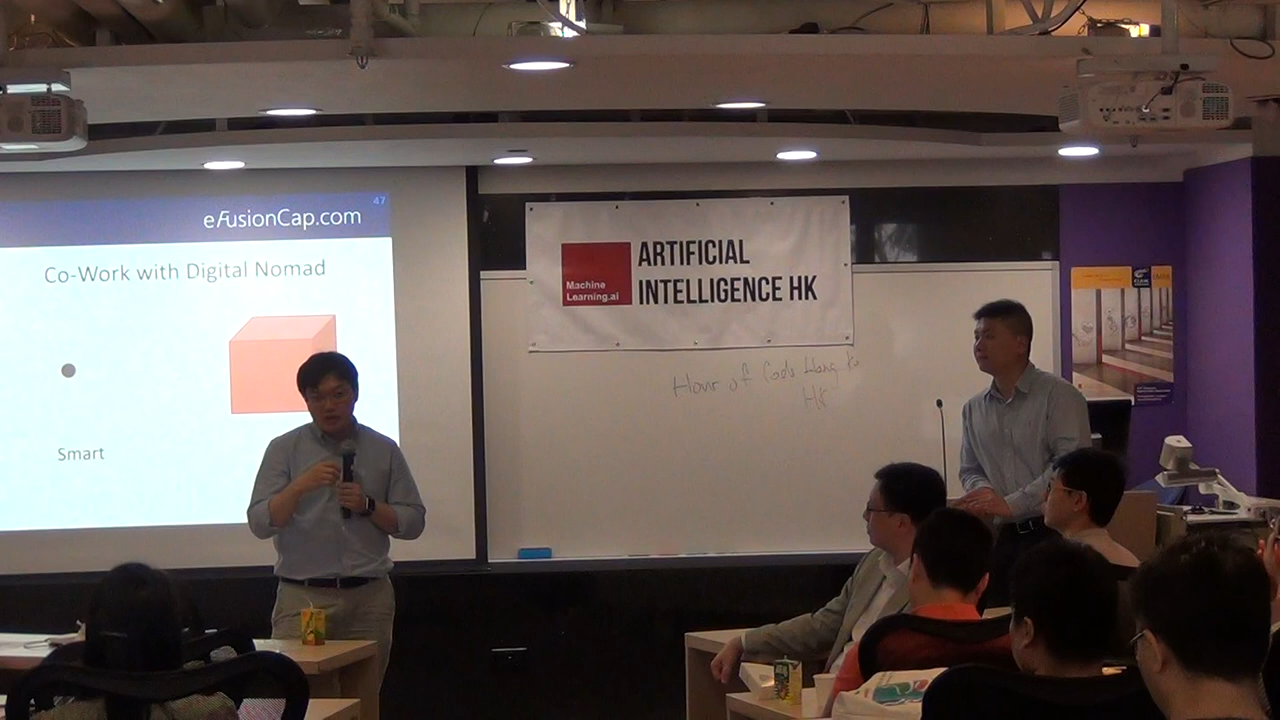 47
eFusionCap.com
Co-Work with Digital Nomad
Smart
Machine
Learning.ai
ARTIFICIAL
INTELLIGENCE HK
Hour of Code Hong
HK